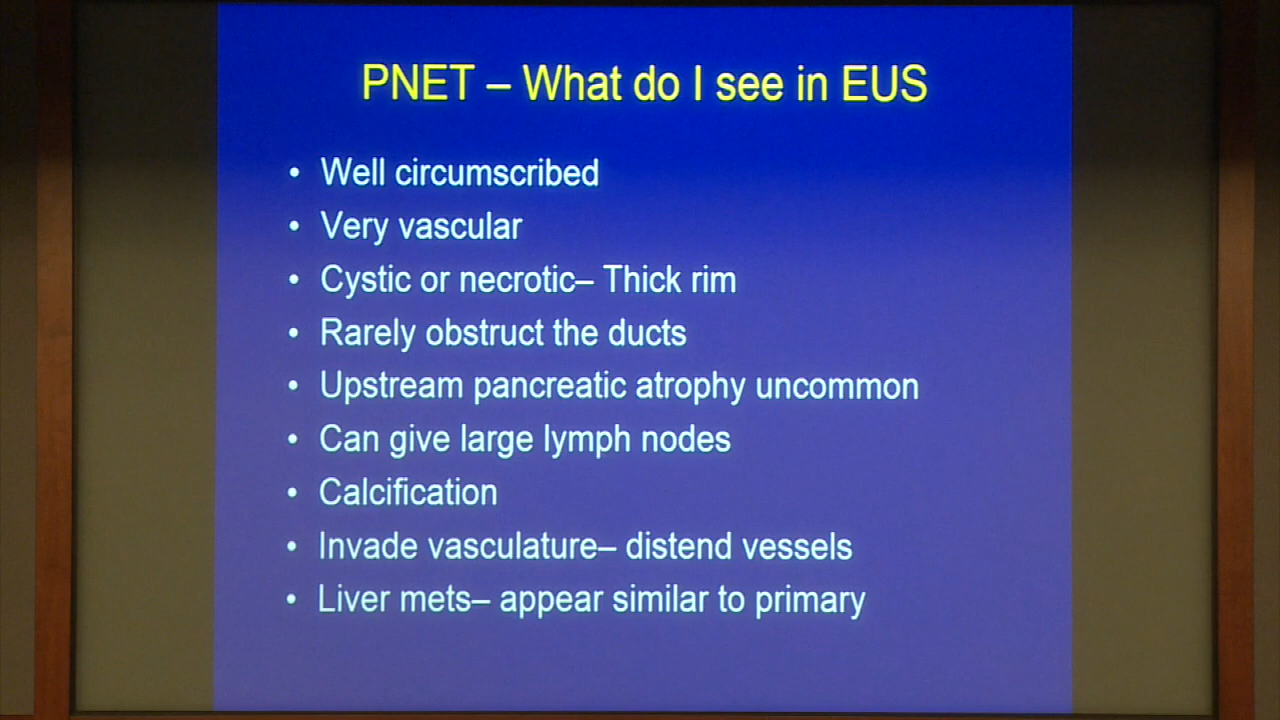 PNET – What do I see in EUS
• Well circumscribed
• Very vascular
• Cystic or necrotic– Thick rim
• Rarely obstruct the ducts
• Upstream pancreatic atrophy uncommon
• Can give large lymph nodes
• Calcification
• Invade vasculature– distend vessels
• Liver mets– appear similar to primary